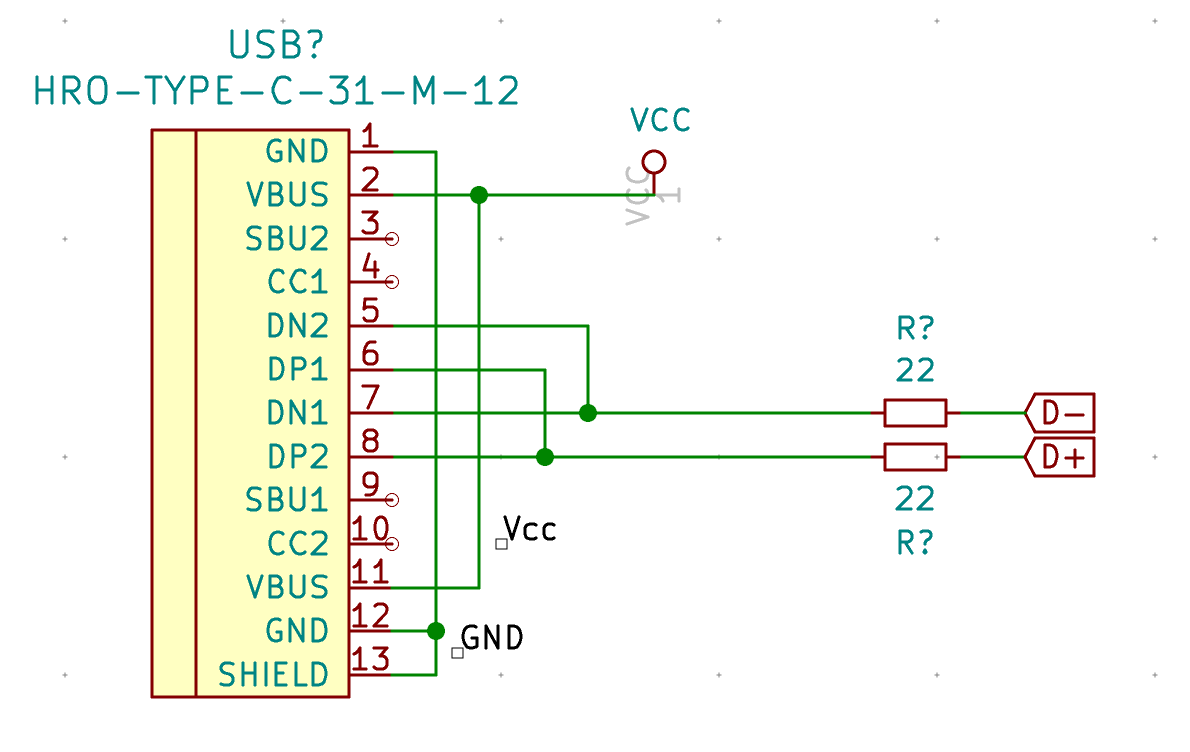 USB?
HRO-TYPE-C-31-M-12
VCC
VCC
1
GND 1
VBUS 2
SBU2 3
CC1 4
DN2 5
DP1 6
DN1 7
DP2 8
SBU1 9
CC2 10
VBUS 11
GND 12
SHIELD 13
R?
22
D-
D+
22
R?
Vcc
GND